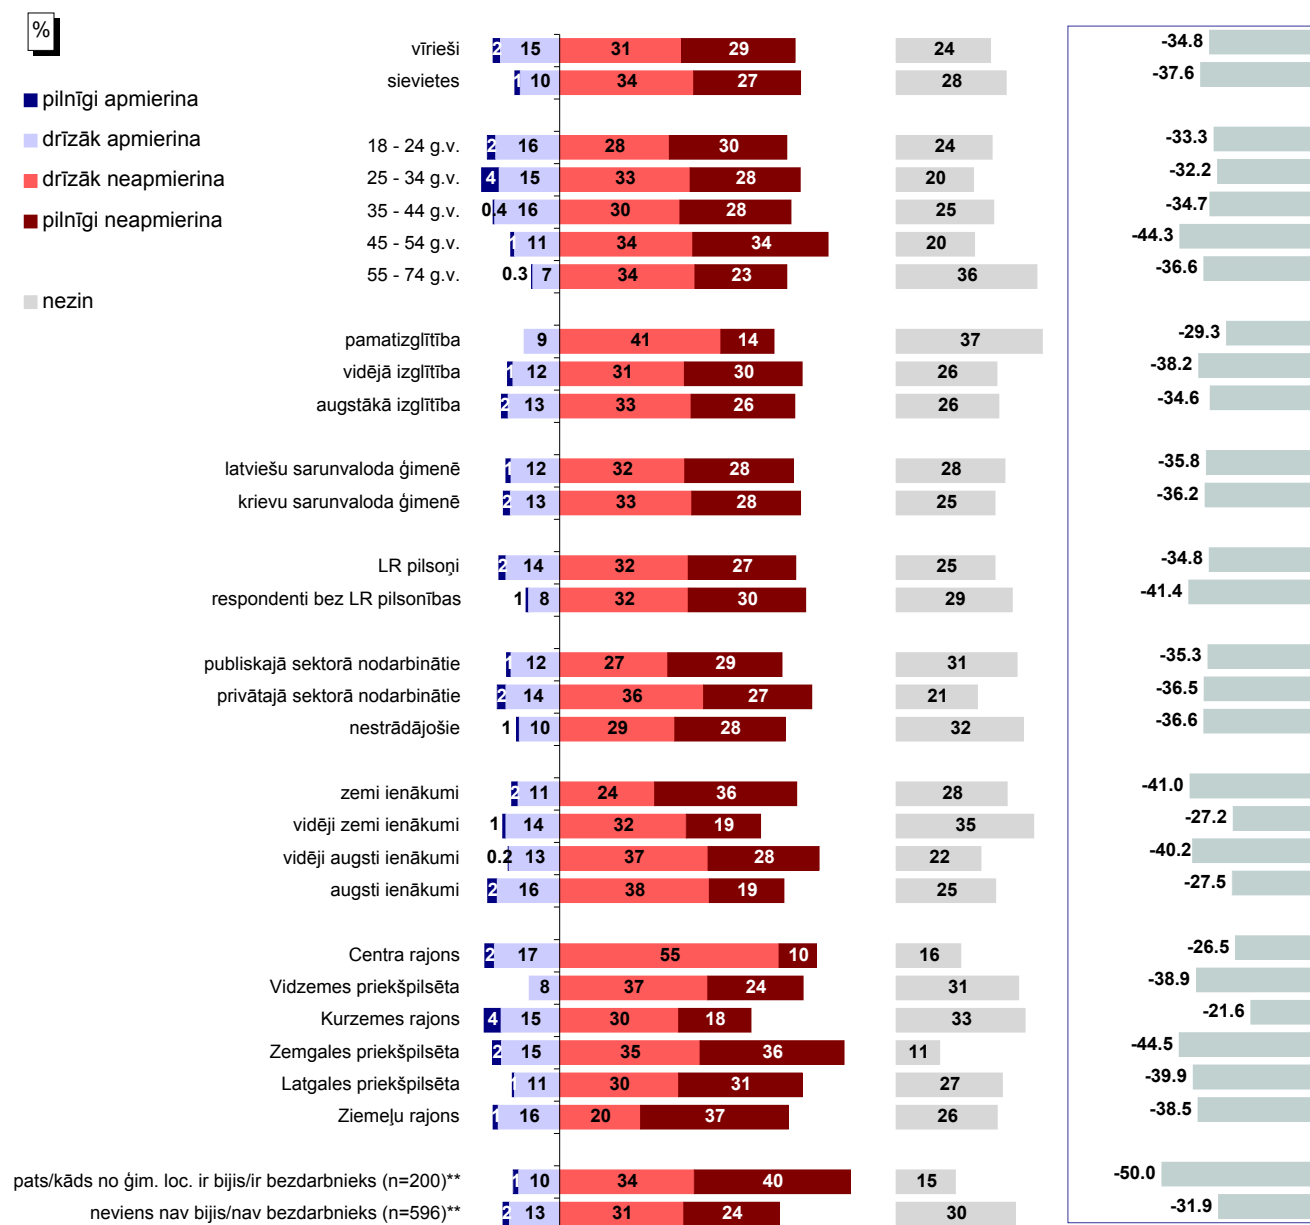 %
pilnīgi apmierina
drīzāk apmierina
drīzāk neapmierina
pilnīgi neapmierina
nezin
vīrieši 2 15 31 29 24 -34.8
sievietes 1 10 34 27 28 -37.6
18 - 24 g.v. 2 16 28 30 24 -33.3
25 - 34 g.v. 4 15 33 28 20 -32.2
35 - 44 g.v. 0.4 16 30 28 25 -34.7
45 - 54 g.v. 1 11 34 34 20 -44.3
55 - 74 g.v. 0.3 7 34 23 36 -36.6
pamatizglītība 9 41 14 37 -29.3
vidējā izglītība 1 12 31 30 26 -38.2
augstākā izglītība 2 13 33 26 26 -34.6
latviešu sarunvaloda ģimenē 1 12 32 28 28 -35.8
krievu sarunvaloda ģimenē 2 13 33 28 25 -36.2
LR pilsoņi 2 14 32 27 25 -34.8
respondenti bez LR pilsonības 1 8 32 30 29 -41.4
publiskajā sektorā nodarbinātie 1 12 27 29 31 -35.3
privātajā sektorā nodarbinātie 2 14 36 27 21 -36.5
nestrādājošie 1 10 29 28 32 -36.6
zemi ienākumi 2 11 24 36 28 -41.0
vidēji zemi ienākumi 1 14 32 19 35 -27.2
vidēji augsti ienākumi 0.2 13 37 28 22 -40.2
augsti ienākumi 2 16 38 19 25 -27.5
Centra rajons 2 17 55 10 16 -26.5
Vidzemes priekšpilsēta 8 37 24 31 -38.9
Kurzemes rajons 4 15 30 18 33 -21.6
Zemgales priekšpilsēta 2 15 35 36 11 -44.5
Latgales priekšpilsēta 1 11 30 31 27 -39.9
Ziemeļu rajons 1 16 20 37 26 -38.5
pats/kāds no ģim. loc. ir bijis/ir bezdarbnieks (n=200)** 1 10 34 40 15 -50.0
neviens nav bijis/nav bezdarbnieks (n=596)** 2 13 31 24 30 -31.9